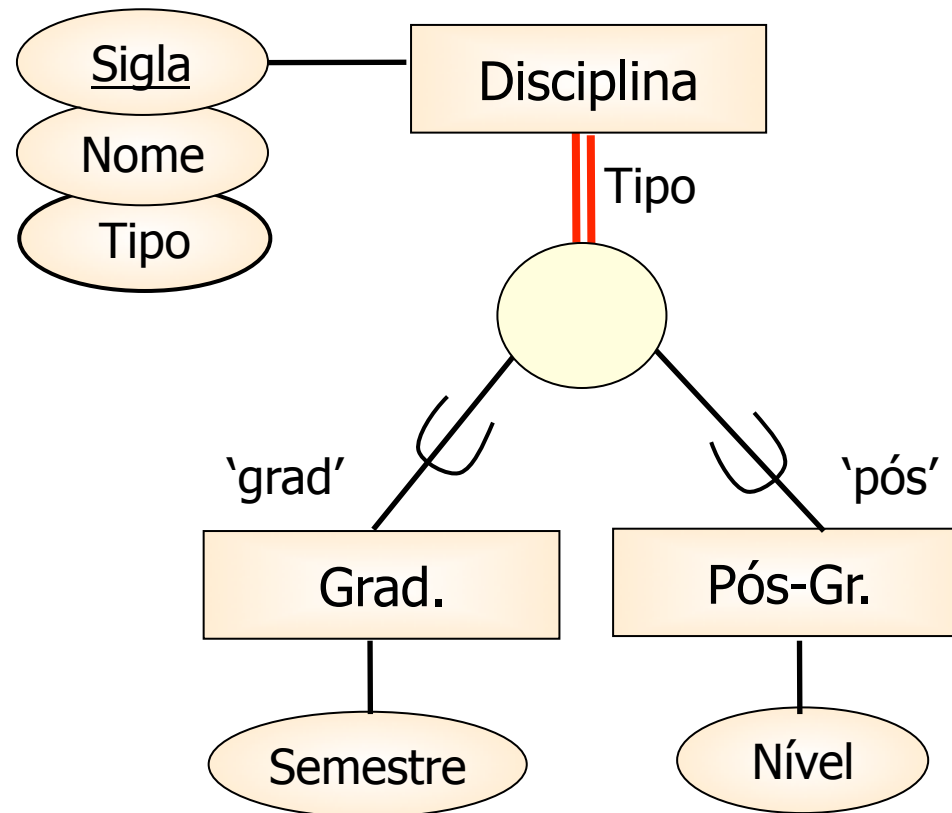 Sigla
Disciplina
Nome
Tipo
Tipo
‘grad’
‘pós’
Grad.
Pós-Gr.
Semestre
Nível